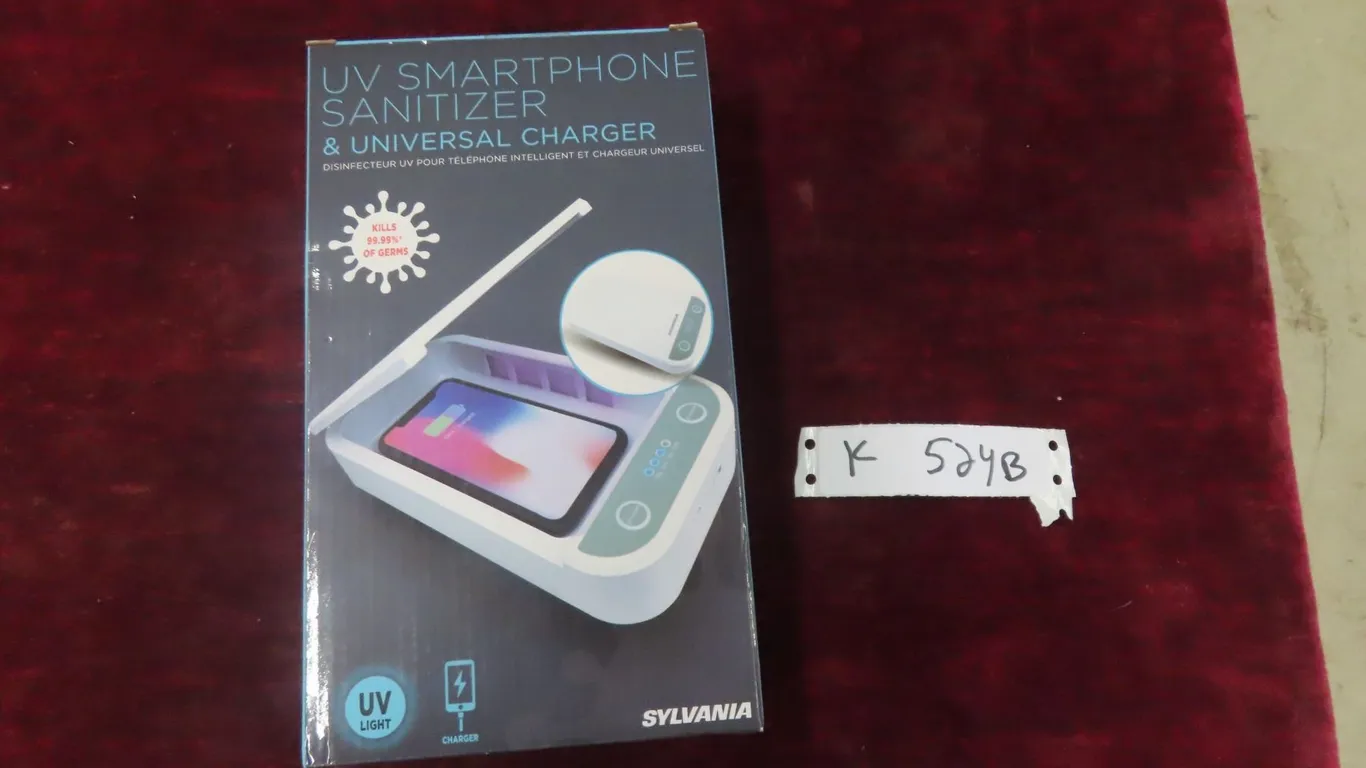 UV SMARTPHONE
SANITIZER
& UNIVERSAL CHARGER
DISINFECTEUR UV POUR TÉLÉPHONE INTELLIGENT ET CHARGEUR UNIVERSEL
KILLS
99.99%*
OF GERMS
UV
LIGHT
CHARGER
SYLVANIA
K 524B